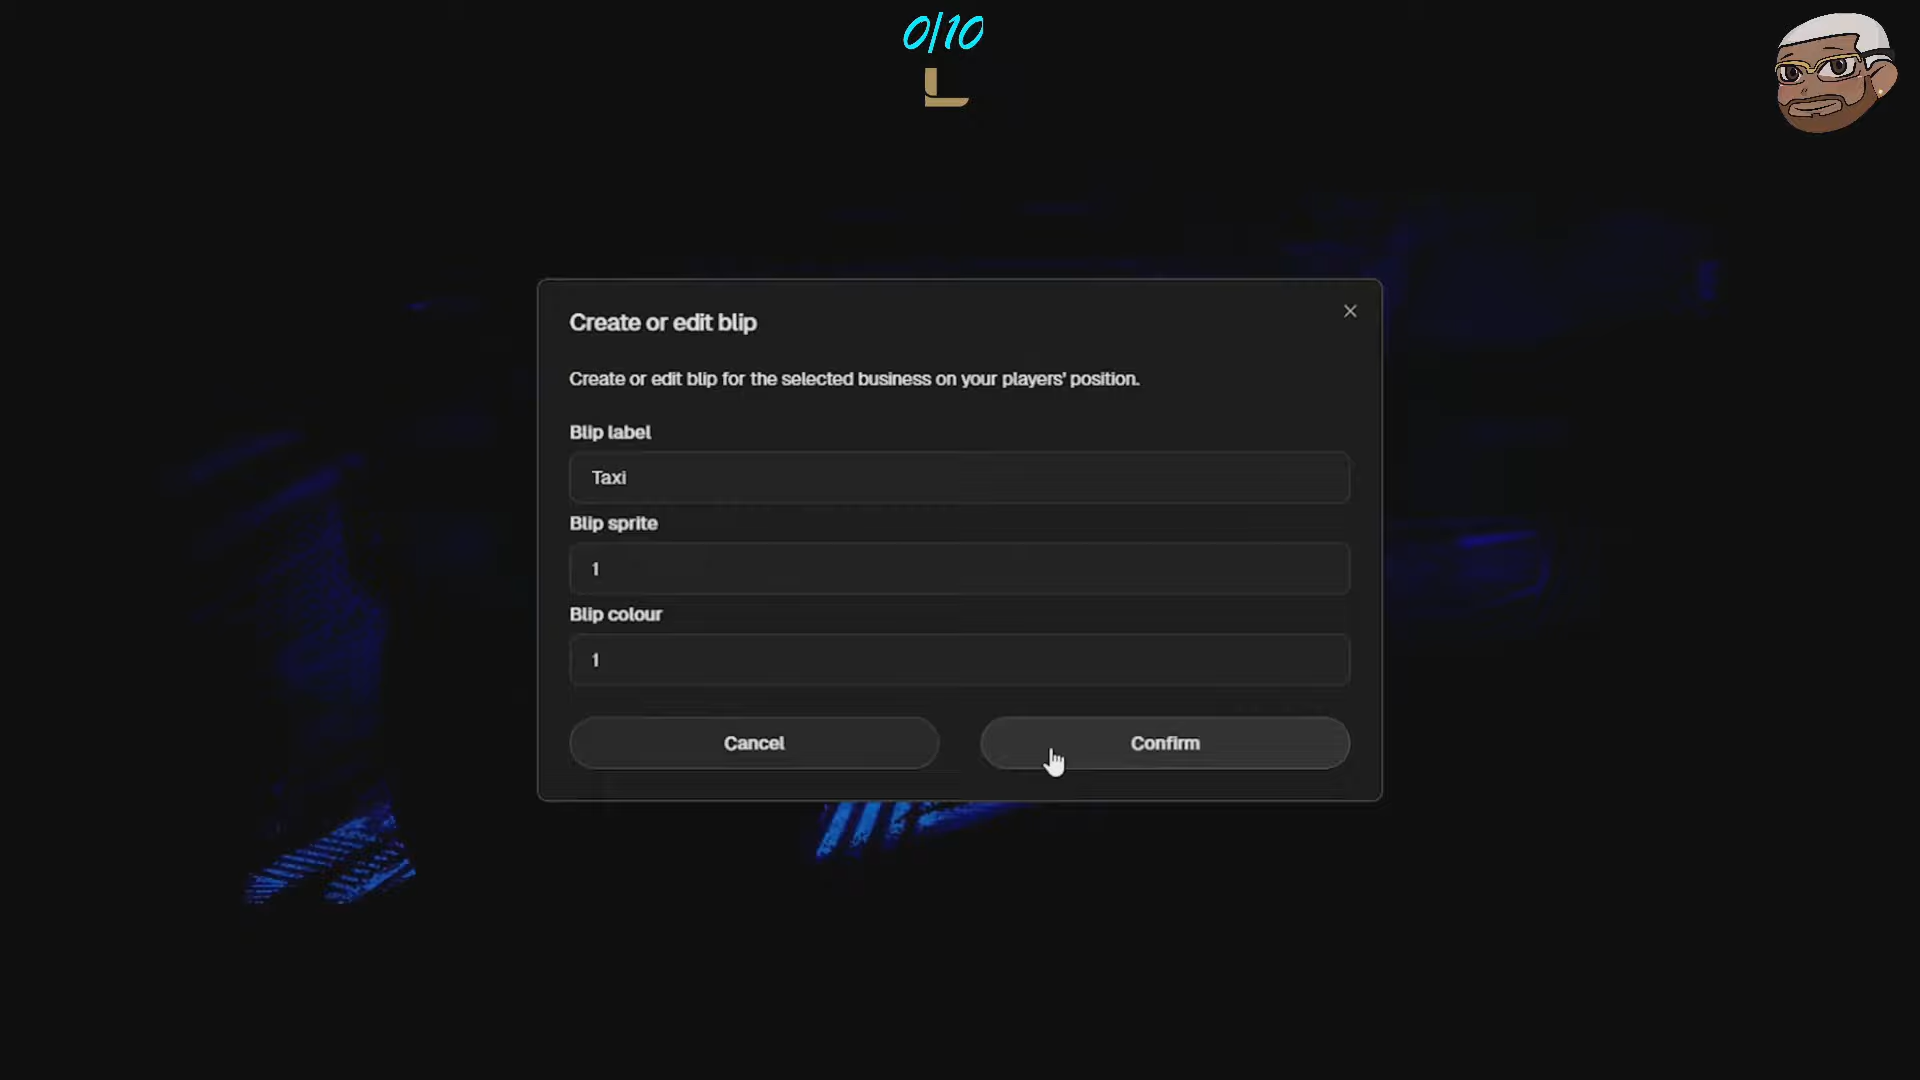 0/10
Create or edit blip
Create or edit blip for the selected business on your players' position.
Blip label
Taxi
Blip sprite
1
Blip colour
1
Cancel
Confirm